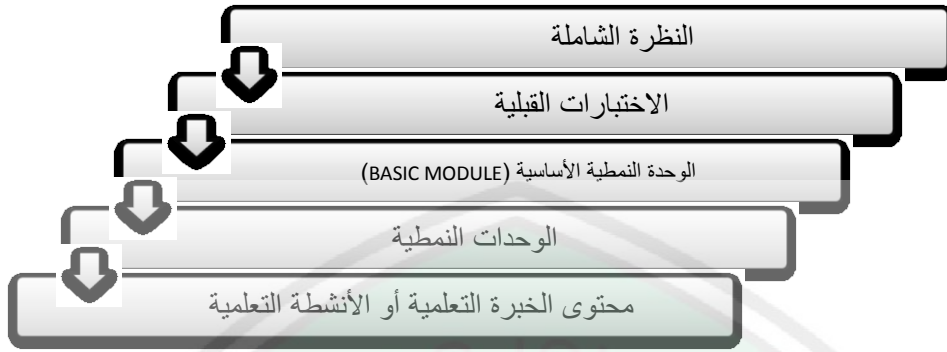 النظرة الشاملة
الاختبارات القبلية
الوحدة النمطية الأساسية (BASIC MODULE)
الوحدات النمطية
محتوى الخبرة التعلمية أو الأنشطة التعلمية